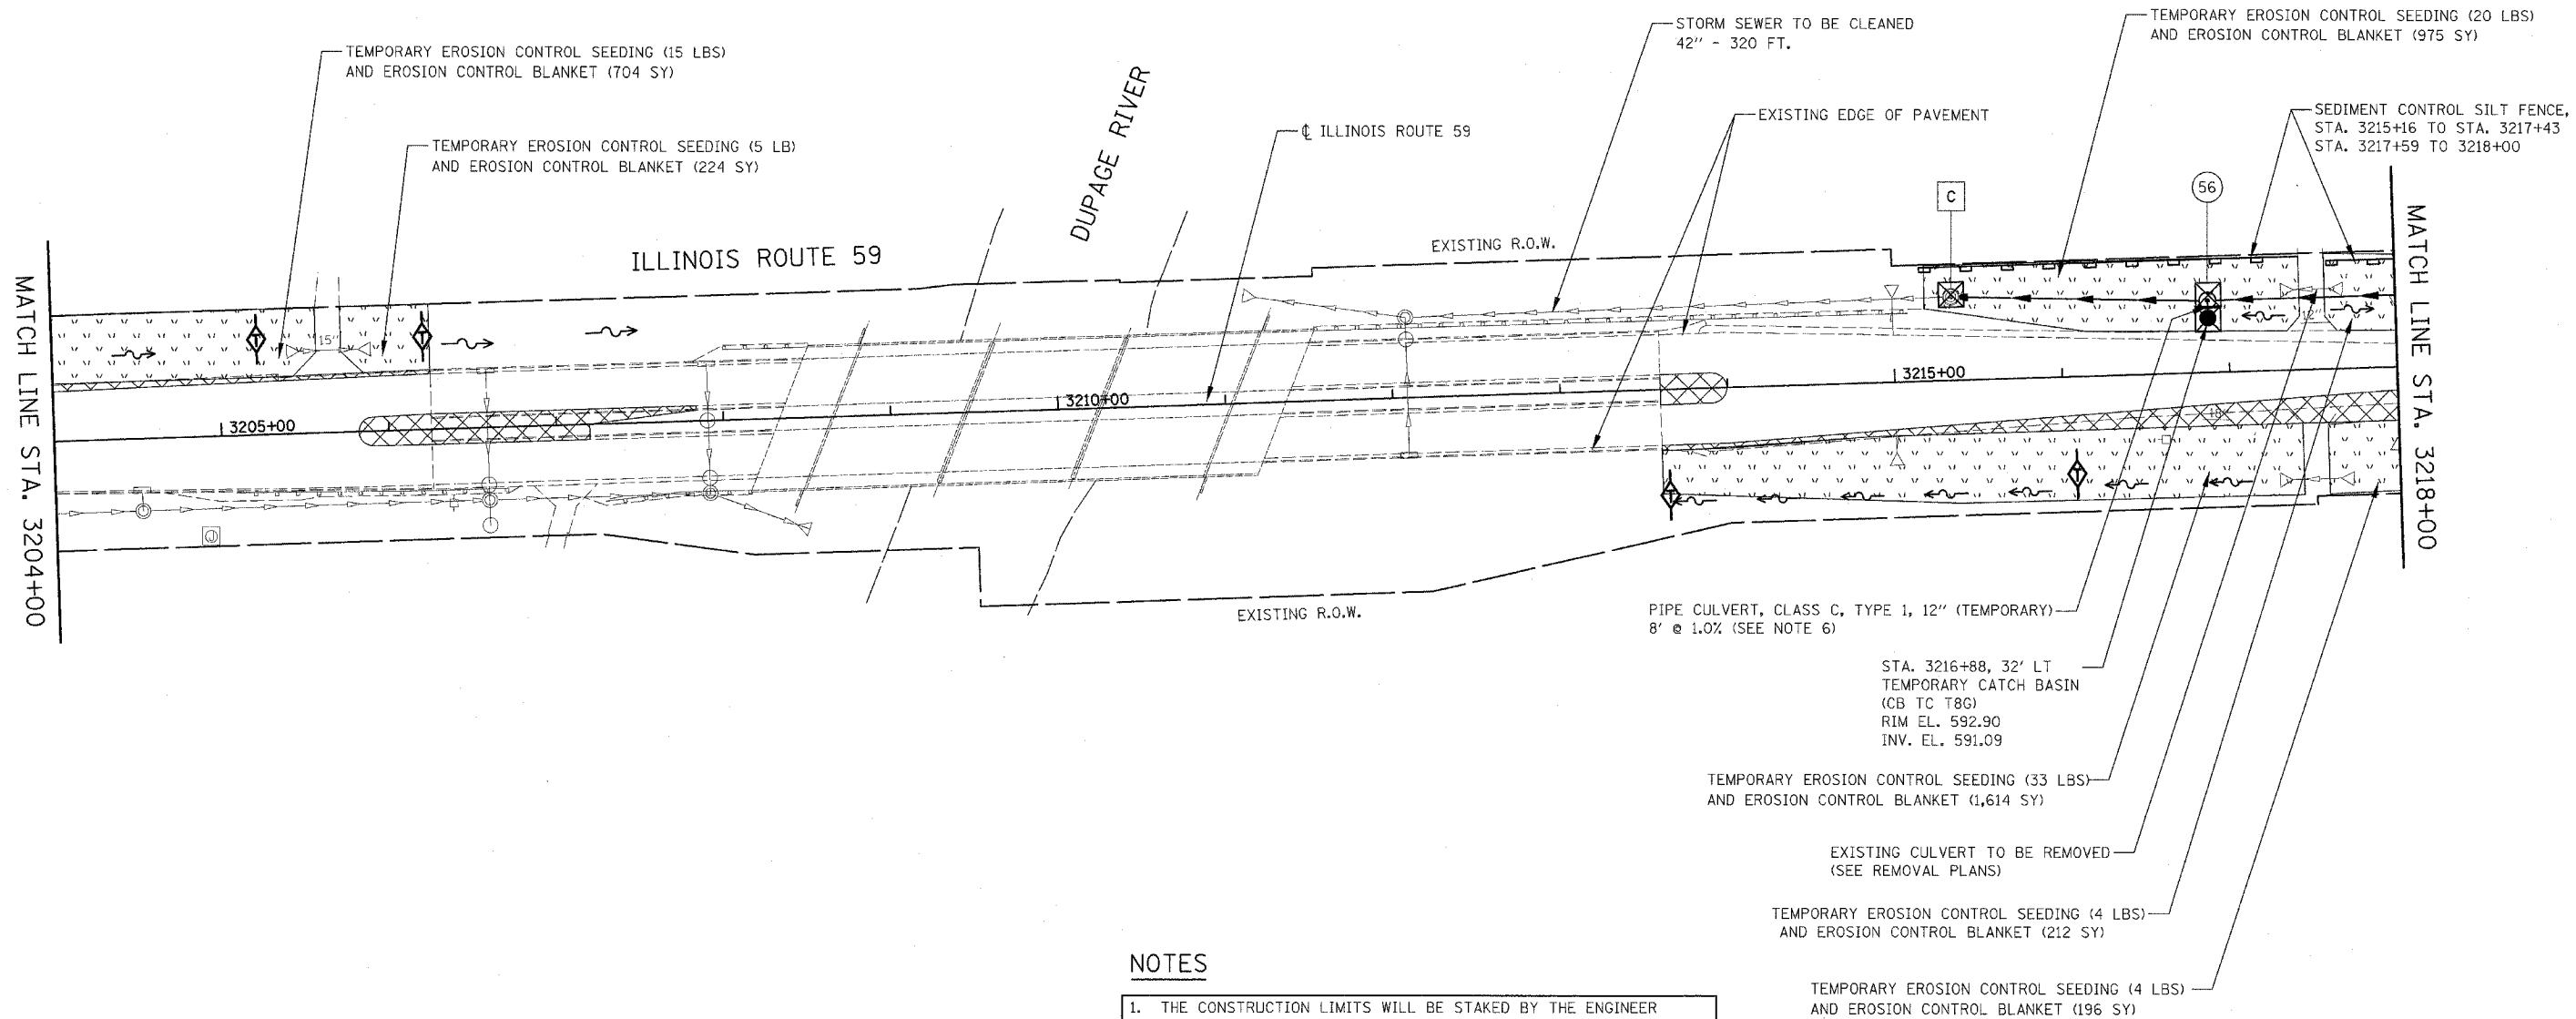 TEMPORARY EROSION CONTROL SEEDING (15 LBS)
AND EROSION CONTROL BLANKET (704 SY)
TEMPORARY EROSION CONTROL SEEDING (5 LB)
AND EROSION CONTROL BLANKET (224 SY)
DUPAGE RIVER
STORM SEWER TO BE CLEANED
42" - 320 FT.
℄ ILLINOIS ROUTE 59
EXISTING EDGE OF PAVEMENT
TEMPORARY EROSION CONTROL SEEDING (20 LBS)
AND EROSION CONTROL BLANKET (975 SY)
SEDIMENT CONTROL SILT FENCE,
STA. 3215+16 TO STA. 3217+43
STA. 3217+59 TO 3218+00
C
56
ILLINOIS ROUTE 59
EXISTING R.O.W.
MATCH LINE STA. 3204+00
MATCH LINE STA. 3218+00
15"
12"
T
T
3205+00
3210+00
3215+00
18"
T
T
J
EXISTING R.O.W.
PIPE CULVERT, CLASS C, TYPE 1, 12" (TEMPORARY)
8' @ 1.0% (SEE NOTE 6)
STA. 3216+88, 32' LT
TEMPORARY CATCH BASIN
(CB TC T8G)
RIM EL. 592.90
INV. EL. 591.09
TEMPORARY EROSION CONTROL SEEDING (33 LBS)
AND EROSION CONTROL BLANKET (1,614 SY)
EXISTING CULVERT TO BE REMOVED
(SEE REMOVAL PLANS)
TEMPORARY EROSION CONTROL SEEDING (4 LBS)
AND EROSION CONTROL BLANKET (212 SY)
TEMPORARY EROSION CONTROL SEEDING (4 LBS)
AND EROSION CONTROL BLANKET (196 SY)
NOTES
1. THE CONSTRUCTION LIMITS WILL BE STAKED BY THE ENGINEER